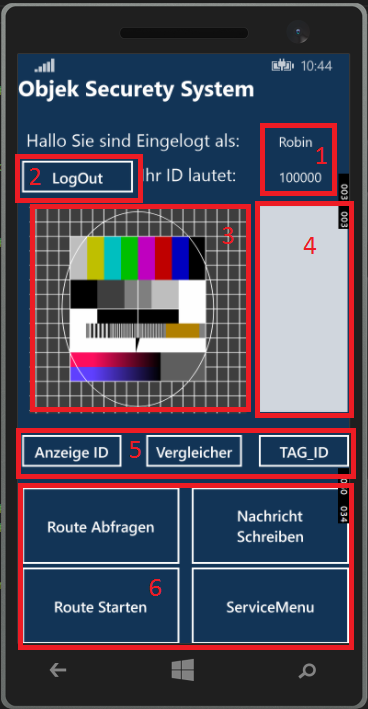 10:44
Objek Securety System
Hallo Sie sind Eingelogt als: Robin 1
2 LogOut Ihr ID lautet: 100000
003 003
3
4
Anzeige ID 5 Vergleicher TAG_ID
034
Route Abfragen
Nachricht
Schreiben
6
Route Starten
ServiceMenu